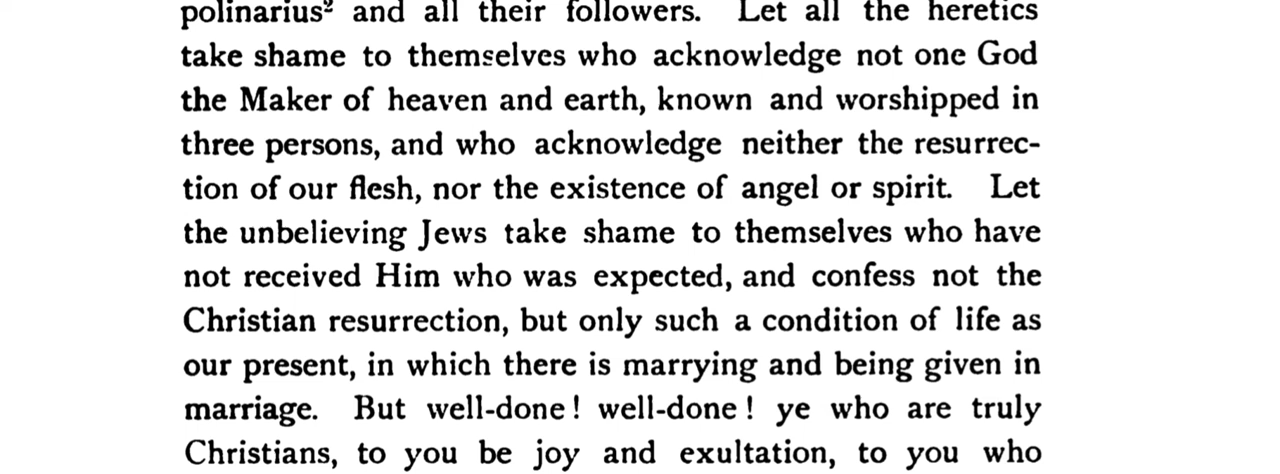 polinarius² and all their followers. Let all the heretics
take shame to themselves who acknowledge not one God
the Maker of heaven and earth, known and worshipped in
three persons, and who acknowledge neither the resurrec-
tion of our flesh, nor the existence of angel or spirit. Let
the unbelieving Jews take shame to themselves who have
not received Him who was expected, and confess not the
Christian resurrection, but only such a condition of life as
our present, in which there is marrying and being given in
marriage. But well-done! well-done! ye who are truly
Christians, to you be joy and exultation, to you who